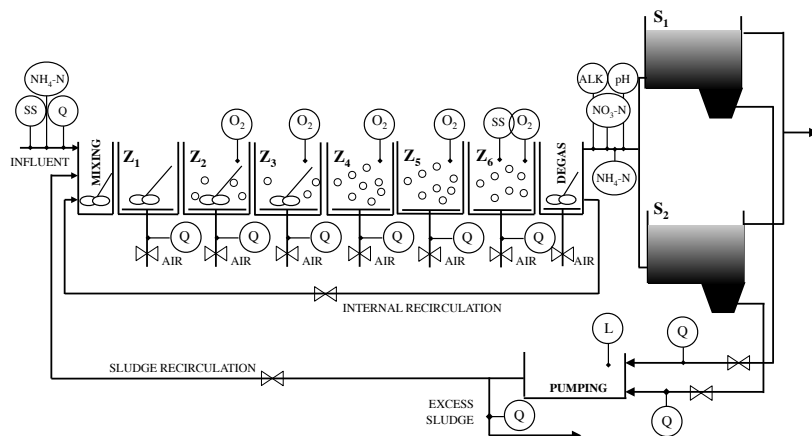 S₁
NH₄-N
SS
Q
INFLUENT
MIXING
Z₁
Z₂
O₂
Z₃
O₂
Z₄
O₂
Z₅
O₂
Z₆
SS
O₂
DEGAS
ALK
pH
NO₃-N
NH₄-N
S₂
Q
Q
Q
Q
Q
Q
AIR
AIR
AIR
AIR
AIR
AIR
AIR
INTERNAL RECIRCULATION
SLUDGE RECIRCULATION
L
PUMPING
Q
Q
EXCESS
SLUDGE
Q